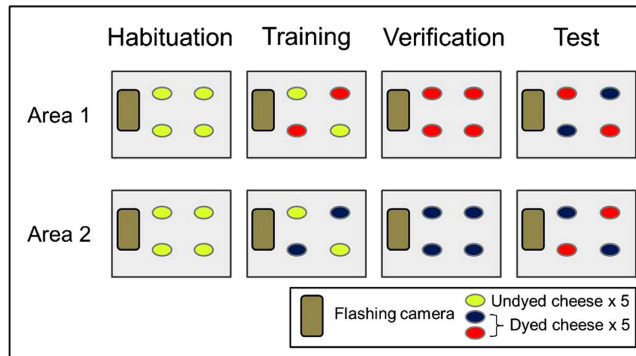 Habituation Training Verification Test
Area 1
Area 2
Flashing camera
Undyed cheese x 5
Dyed cheese x 5